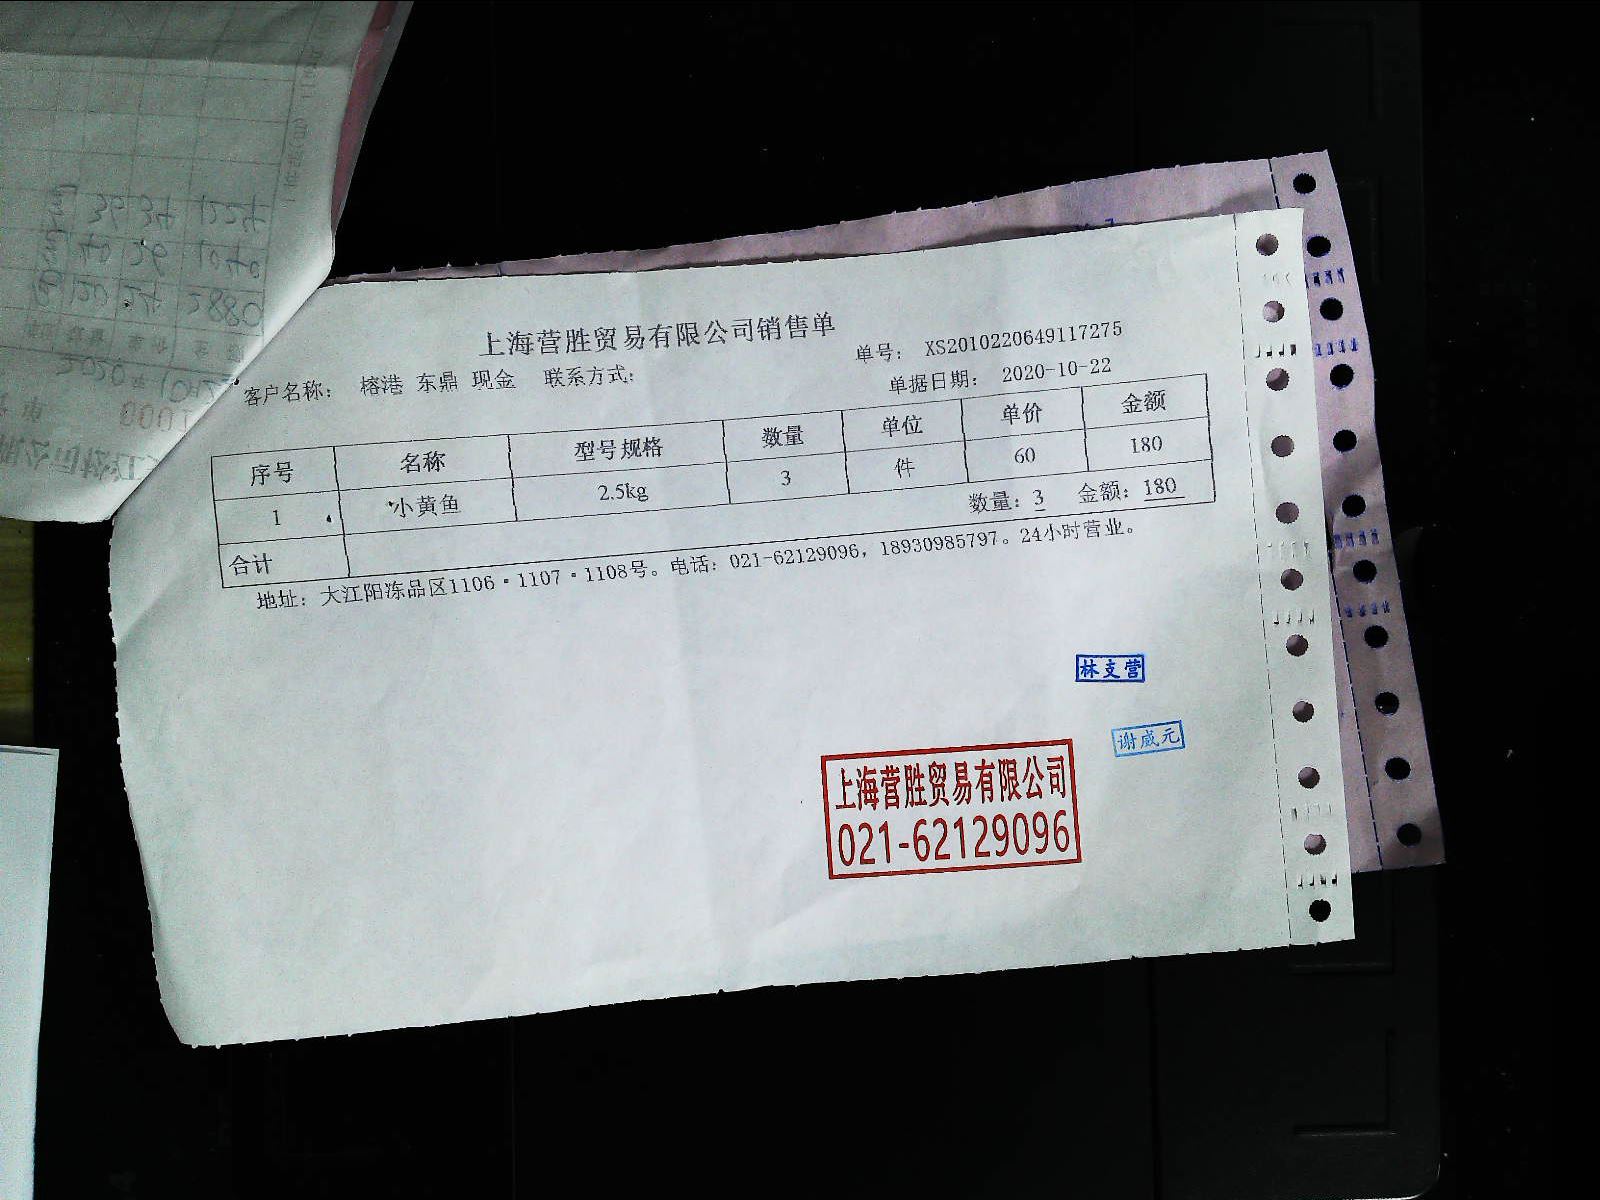 上海营胜贸易有限公司销售单
单号： XS2010220649117275
客户名称： 榕港 东鼎 现金 联系方式：
单据日期： 2020-10-22
序号 名称 型号规格 数量 单位 单价 金额
1 小黄鱼 2.5kg 3 件 60 180
合计 数量：3 金额：180
地址：大江阳冻品区1106·1107·1108号。电话：021-62129096，18930985797。24小时营业。
林支营
谢威元
上海营胜贸易有限公司
021-62129096